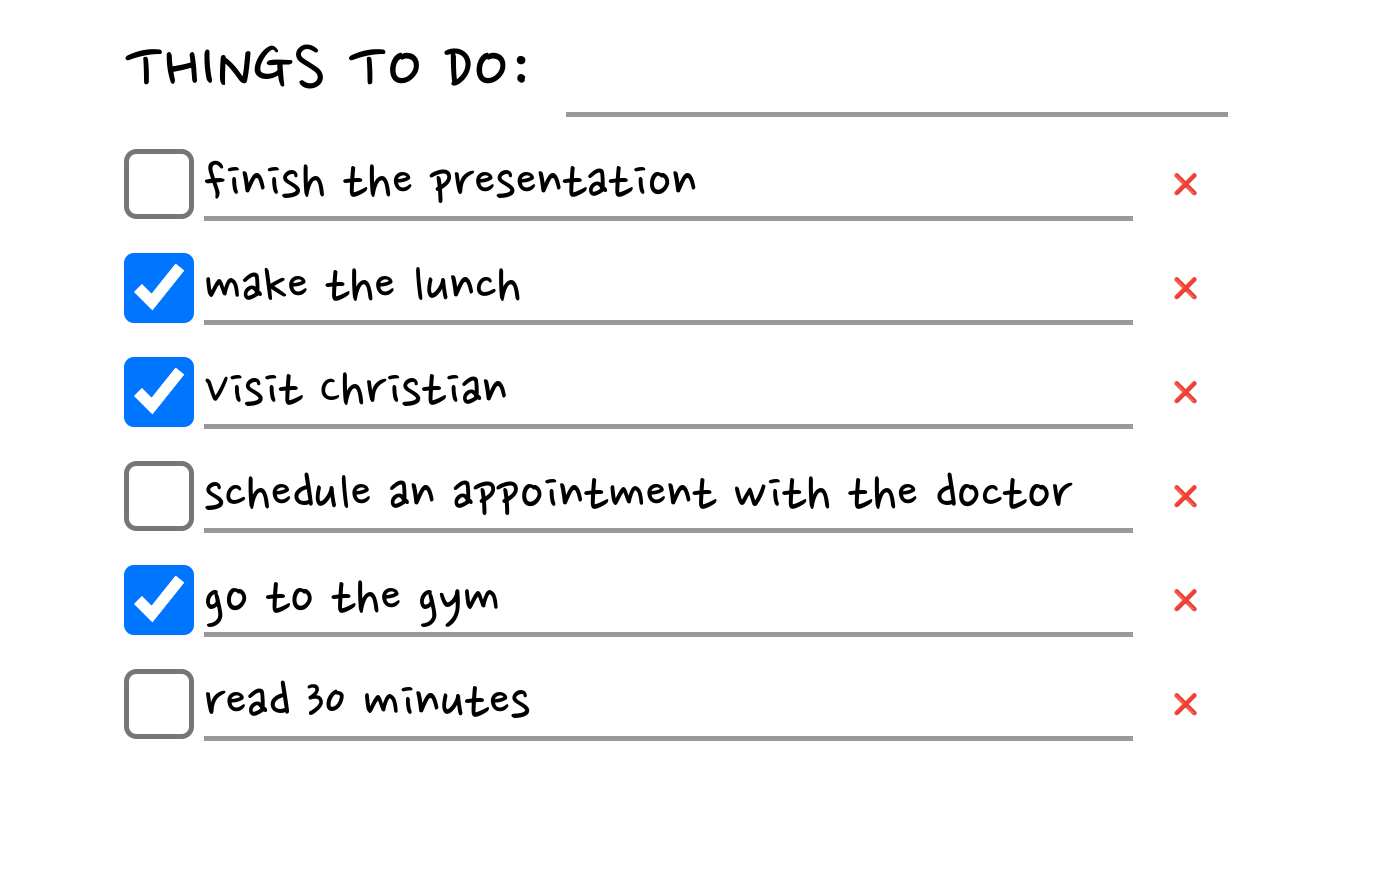 THINGS TO DO:
finish the presentation
make the lunch
visit christian
schedule an appointment with the doctor
go to the gym
read 30 minutes